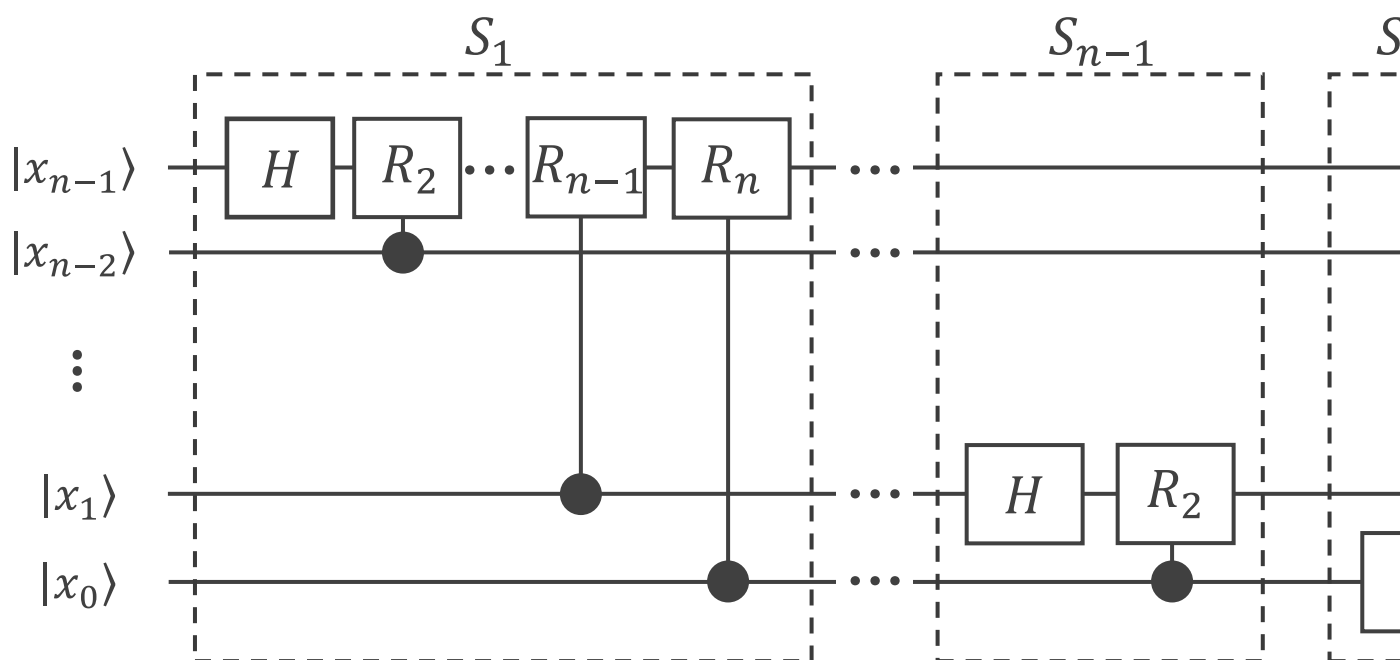 S₁ Sₙ₋₁ S
|xₙ₋₁⟩ H R₂ ··· Rₙ₋₁ Rₙ ···
|xₙ₋₂⟩ ···
⋮
|x₁⟩ ··· H R₂
|x₀⟩ ···